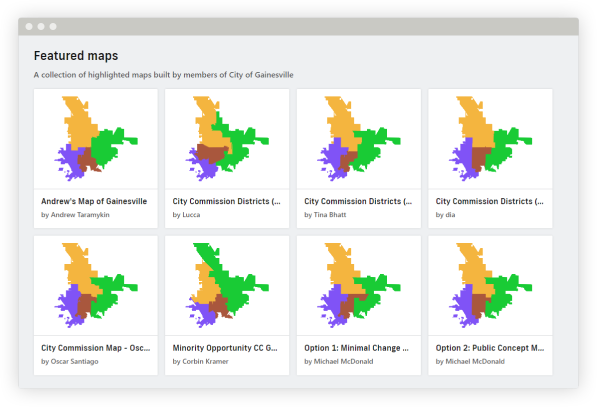 Featured maps
A collection of highlighted maps built by members of City of Gainesville
Andrew's Map of Gainesville
by Andrew Taramykin
City Commission Districts (...
by Lucca
City Commission Districts (...
by Tina Bhatt
City Commission Districts (...
by dia
City Commission Map - Osc...
by Oscar Santiago
Minority Opportunity CC G...
by Corbin Kramer
Option 1: Minimal Change ...
by Michael McDonald
Option 2: Public Concept M...
by Michael McDonald